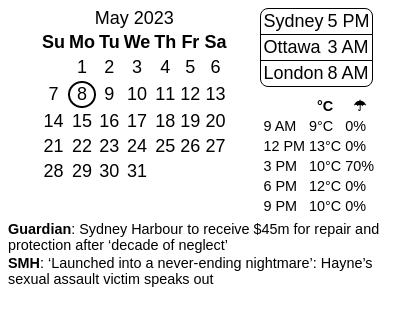 May 2023
Su Mo Tu We Th Fr Sa
1 2 3 4 5 6
7 8 9 10 11 12 13
14 15 16 17 18 19 20
21 22 23 24 25 26 27
28 29 30 31
Sydney 5 PM
Ottawa 3 AM
London 8 AM
°C ☂
9 AM 9°C 0%
12 PM 13°C 0%
3 PM 10°C 70%
6 PM 12°C 0%
9 PM 10°C 0%
Guardian: Sydney Harbour to receive $45m for repair and
protection after ‘decade of neglect’
SMH: ‘Launched into a never-ending nightmare’: Hayne’s
sexual assault victim speaks out